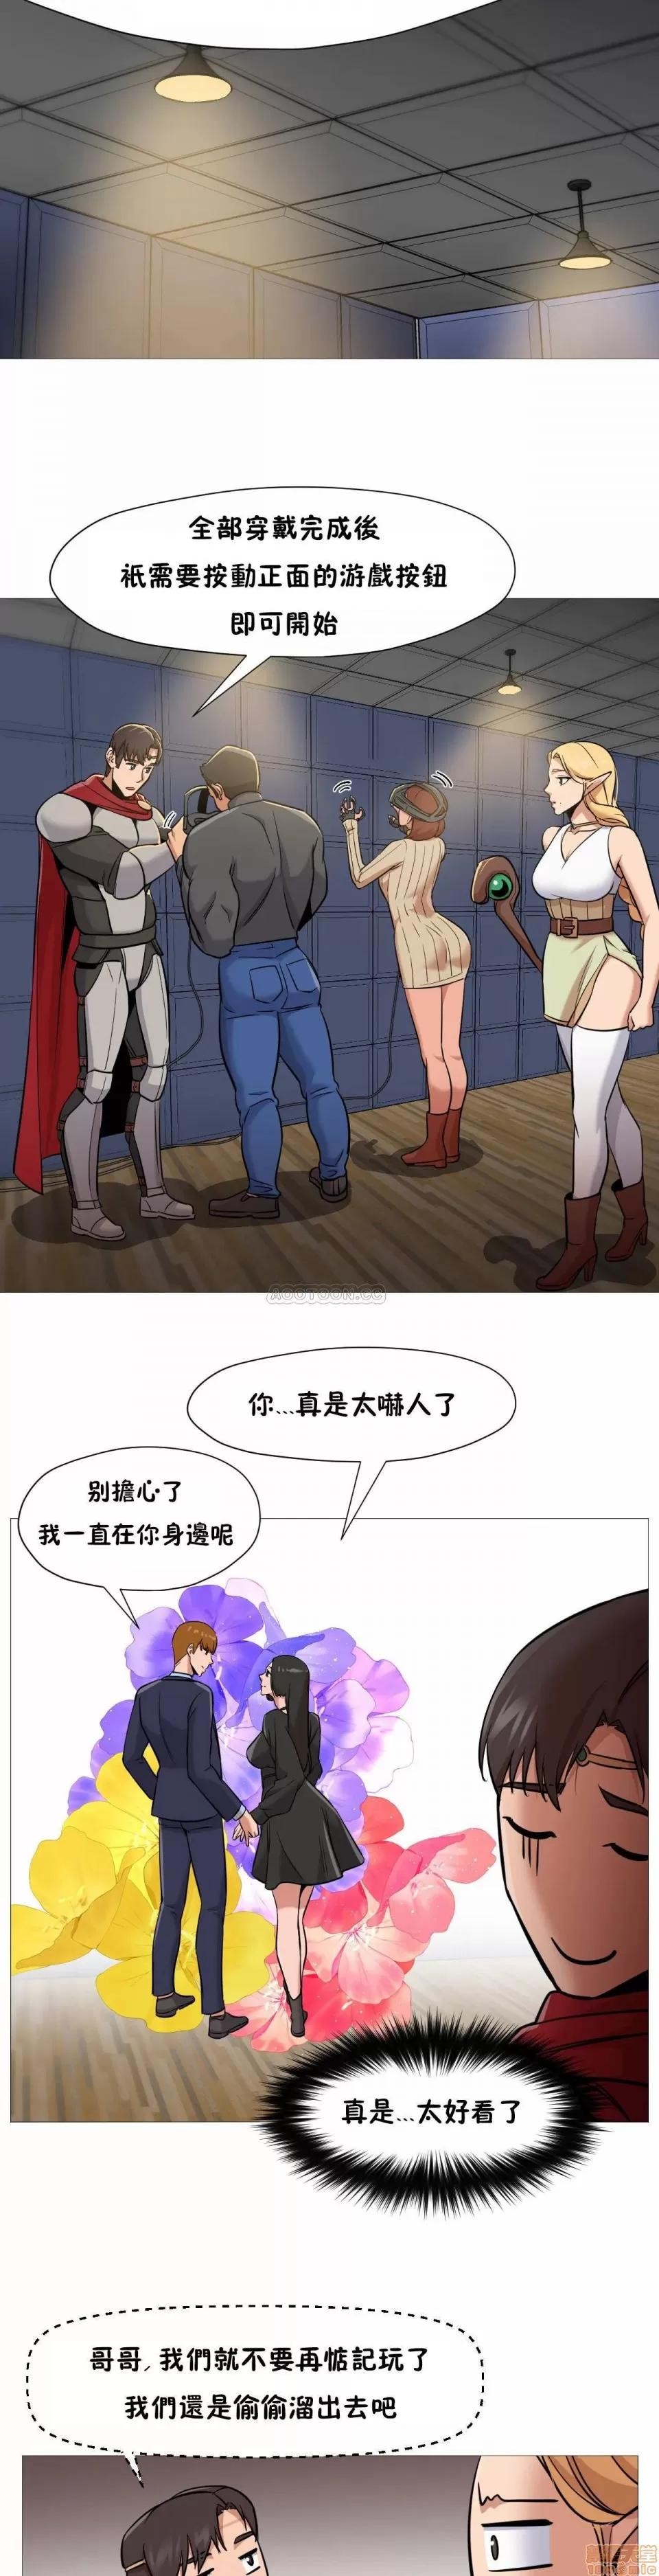 全部穿戴完成後
祇需要按動正面的游戲按鈕
即可開始
AOOTOON.CC
你...真是太嚇人了
别擔心了
我一直在你身邊呢
真是...太好看了
哥哥,我們就不要再惦記玩了
我們還是偷偷溜出去吧